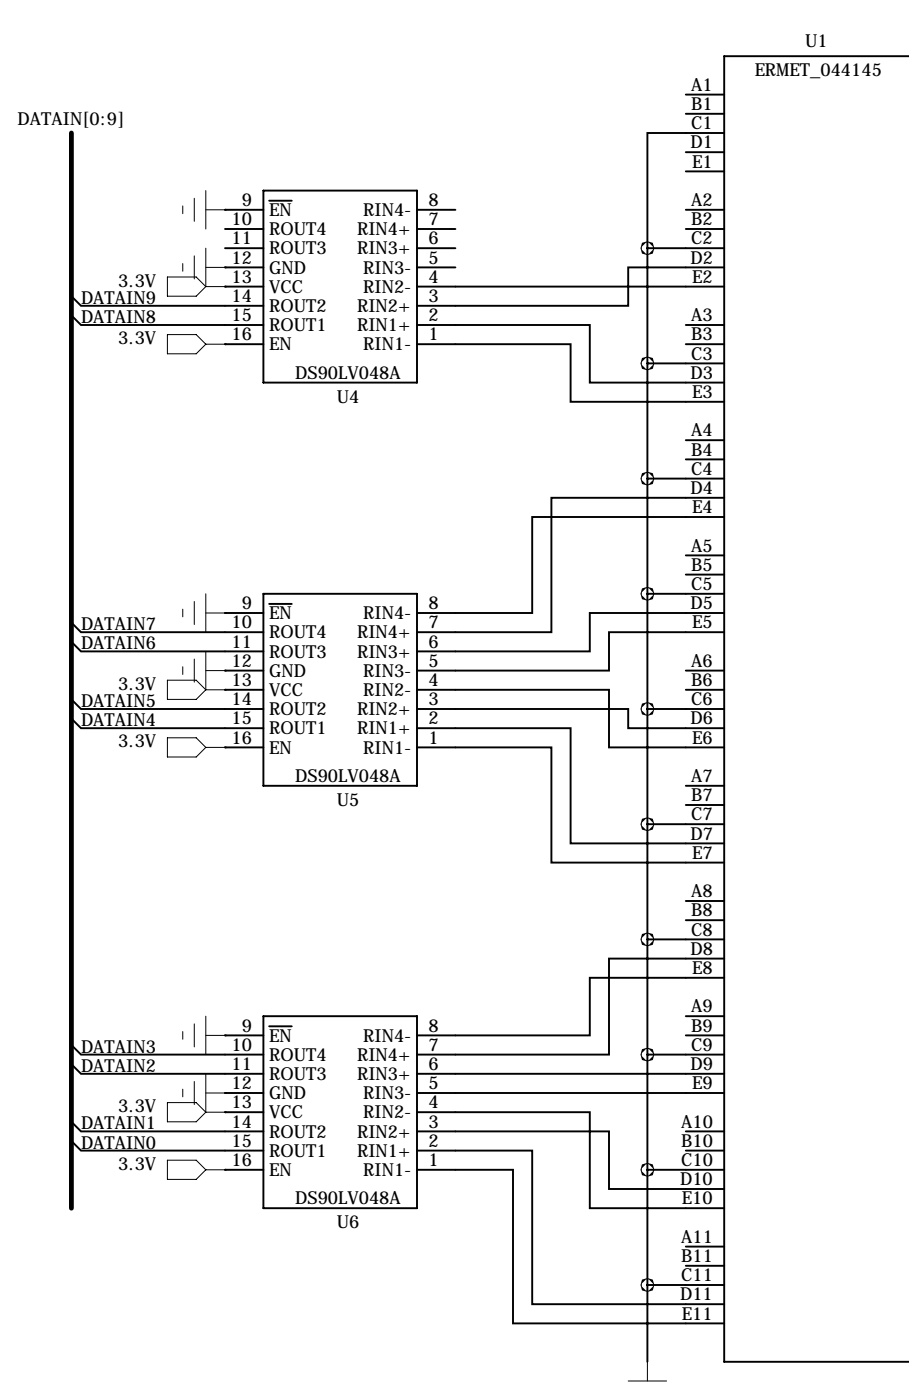 U1
ERMET_044145
DATAIN[0:9]
A1
B1
C1
D1
E1
A2
B2
C2
D2
E2
A3
B3
C3
D3
E3
A4
B4
C4
D4
E4
A5
B5
C5
D5
E5
A6
B6
C6
D6
E6
A7
B7
C7
D7
E7
A8
B8
C8
D8
E8
A9
B9
C9
D9
E9
A10
B10
C10
D10
E10
A11
B11
C11
D11
E11
9 EN RIN4- 8
10 ROUT4 RIN4+ 7
11 ROUT3 RIN3+ 6
12 GND RIN3- 5
3.3V 13 VCC RIN2- 4
DATAIN9 14 ROUT2 RIN2+ 3
DATAIN8 15 ROUT1 RIN1+ 2
3.3V 16 EN RIN1- 1
DS90LV048A
U4
9 EN RIN4- 8
DATAIN7 10 ROUT4 RIN4+ 7
DATAIN6 11 ROUT3 RIN3+ 6
12 GND RIN3- 5
3.3V 13 VCC RIN2- 4
DATAIN5 14 ROUT2 RIN2+ 3
DATAIN4 15 ROUT1 RIN1+ 2
3.3V 16 EN RIN1- 1
DS90LV048A
U5
9 EN RIN4- 8
DATAIN3 10 ROUT4 RIN4+ 7
DATAIN2 11 ROUT3 RIN3+ 6
12 GND RIN3- 5
3.3V 13 VCC RIN2- 4
DATAIN1 14 ROUT2 RIN2+ 3
DATAIN0 15 ROUT1 RIN1+ 2
3.3V 16 EN RIN1- 1
DS90LV048A
U6